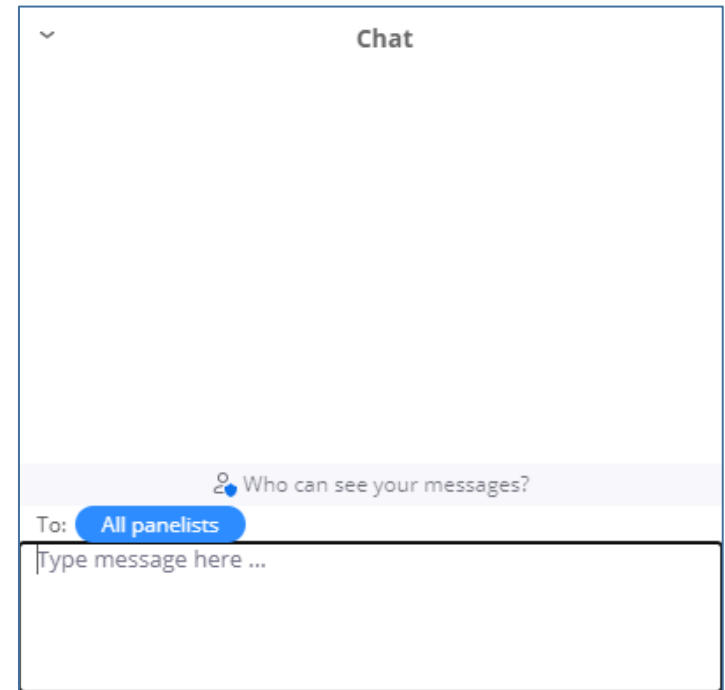 Chat
Who can see your messages?
To: All panelists
Type message here ...